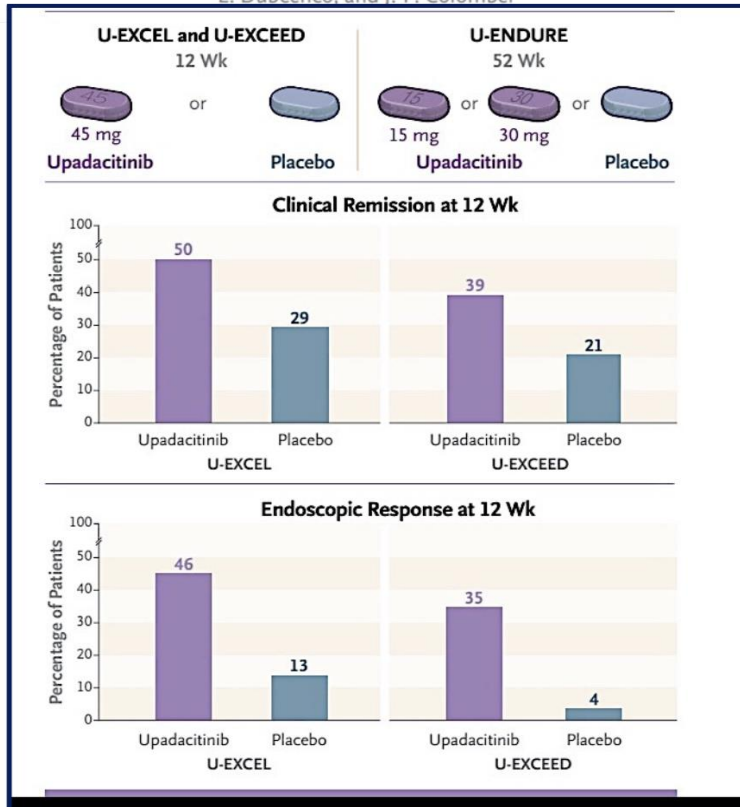 U-EXCEL and U-EXCEED
12 Wk
45
or
45 mg
Upadacitinib
Placebo
U-ENDURE
52 Wk
15
or
30
or
15 mg
30 mg
Upadacitinib
Placebo
Clinical Remission at 12 Wk
Percentage of Patients
100
50
40
30
20
10
0
50
29
39
21
Upadacitinib
Placebo
Upadacitinib
Placebo
U-EXCEL
U-EXCEED
Endoscopic Response at 12 Wk
Percentage of Patients
100
50
40
30
20
10
0
46
13
35
4
Upadacitinib
Placebo
Upadacitinib
Placebo
U-EXCEL
U-EXCEED